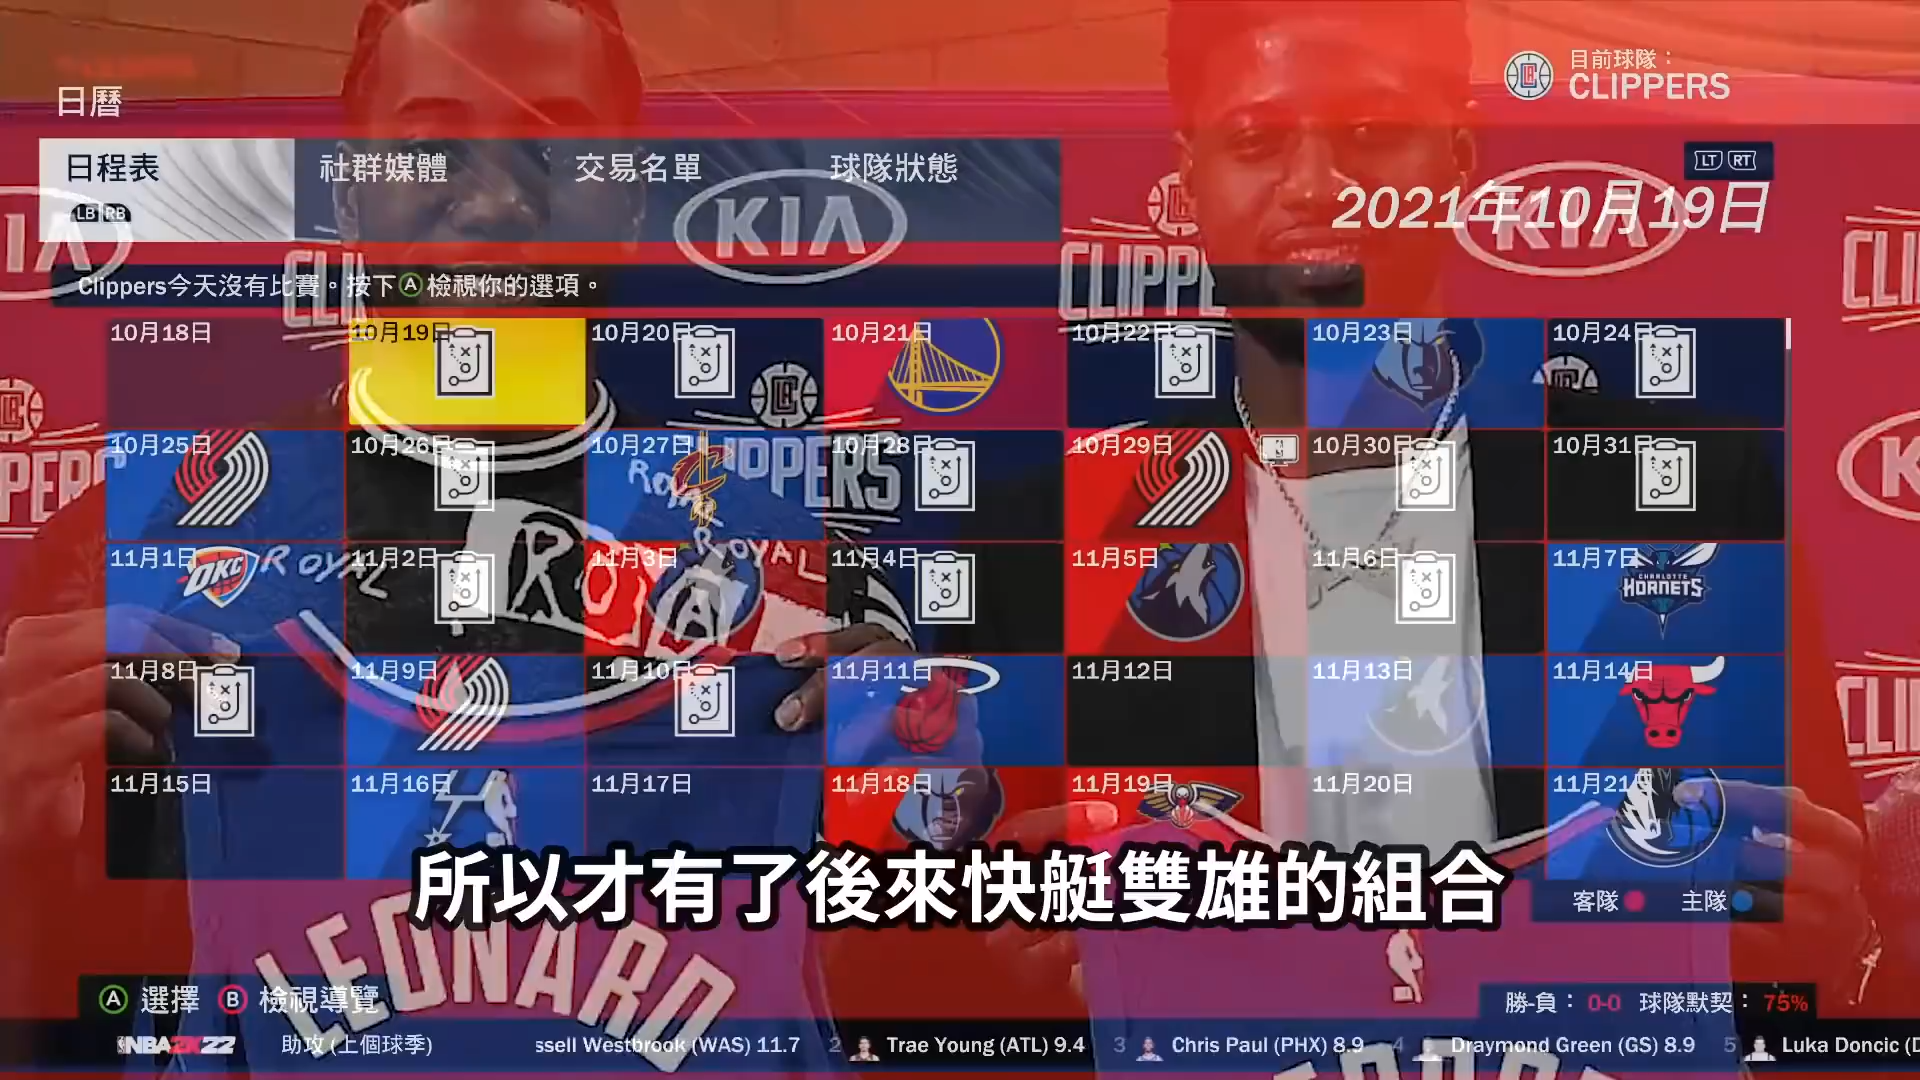 目前球隊：
CLIPPERS
日曆
日程表
社群媒體
交易名單
球隊狀態
LT RT
LB RB
2021年10月19日
KIA
KIA
KIA
Clippers今天沒有比賽。按下A檢視你的選項。
CLIPPE
10月18日
10月19日
10月20日
10月21日
10月22日
10月23日
10月24日
10月25日
10月26日
10月27日
10月28日
10月29日
10月30日
10月31日
11月1日
11月2日
11月3日
11月4日
11月5日
11月6日
11月7日
OKC
ROYAL
ROYAL
CHARLOTTE
HORNETS
11月8日
11月9日
11月10日
11月11日
11月12日
11月13日
11月14日
11月15日
11月16日
11月17日
11月18日
11月19日
11月20日
11月21日
所以才有了後來快艇雙雄的組合
客隊
主隊
LEONARD
A 選擇 B 檢視導覽
勝-負： 0-0 球隊默契： 75%
NBA2K22
助攻 (上個球季)
ssell Westbrook (WAS) 11.7 2 Trae Young (ATL) 9.4 3 Chris Paul (PHX) 8.9 4 Draymond Green (GS) 8.9 5 Luka Doncic (D